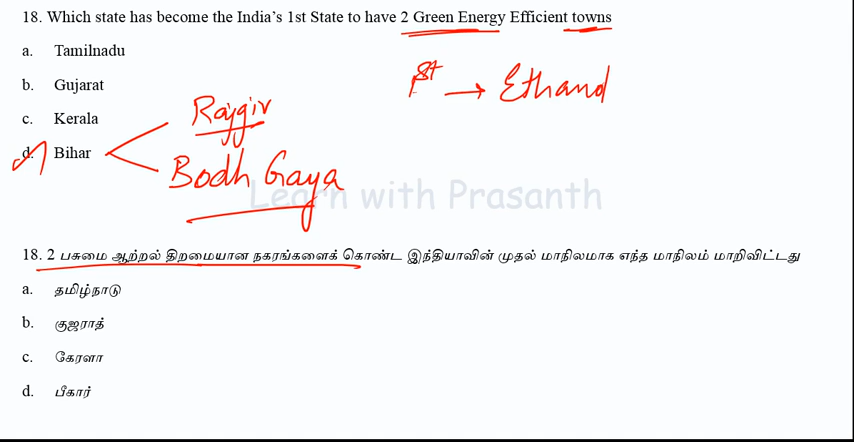 18. Which state has become the India's 1st State to have 2 Green Energy Efficient towns
a. Tamilnadu
b. Gujarat
c. Kerala
d. Bihar
Rajgir
Bodh Gaya
1st → Ethanol
Learn with Prasanth
18. 2 பசுமை ஆற்றல் திறமையான நகரங்களைக் கொண்ட இந்தியாவின் முதல் மாநிலமாக எந்த மாநிலம் மாறிவிட்டது
a. தமிழ்நாடு
b. குஜராத்
c. கேரளா
d. பீகார்